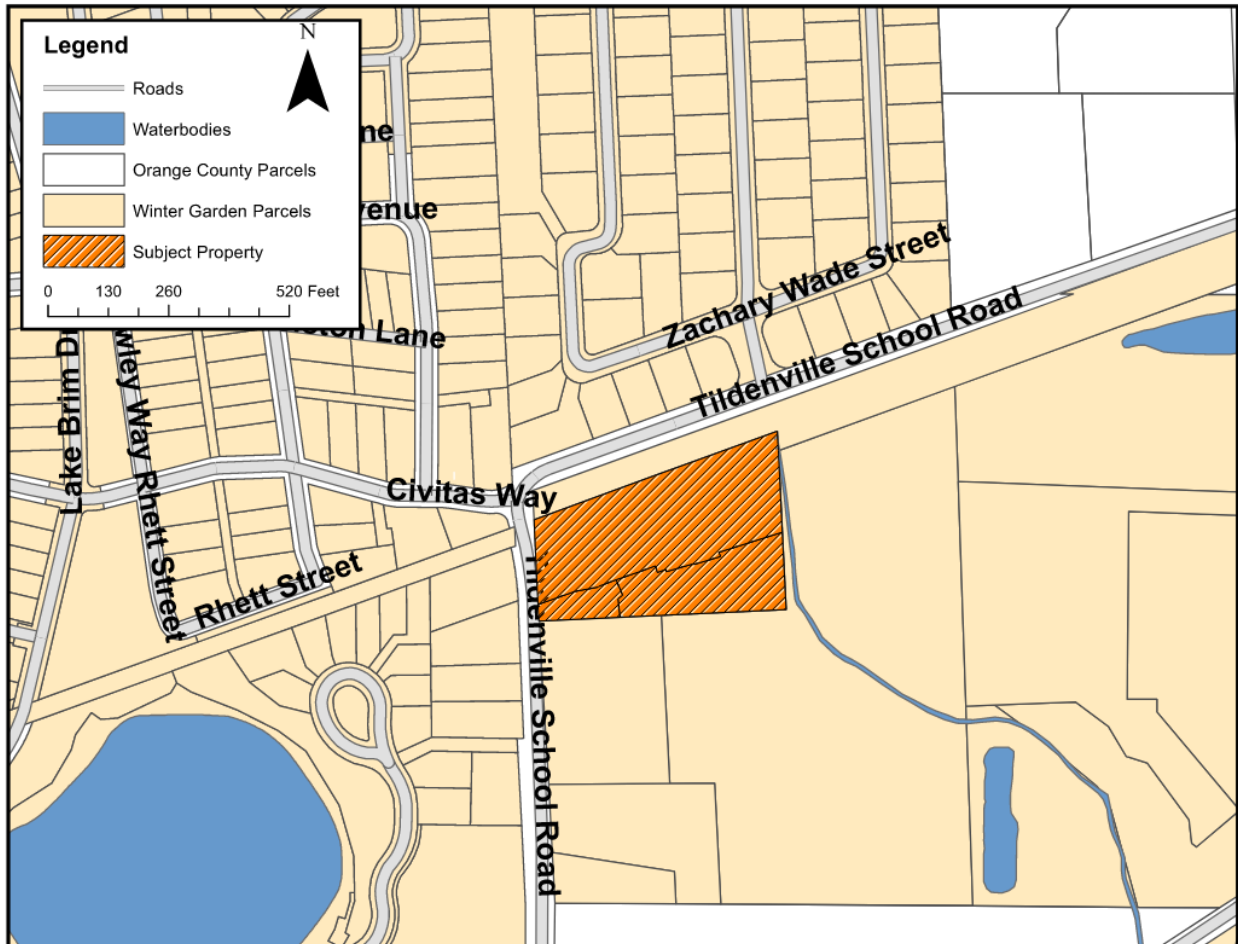 Legend
N
Roads
Waterbodies
Orange County Parcels
Winter Garden Parcels
Subject Property
0 130 260 520 Feet
Zachary Wade Street
Tildenville School Road
Lane
Lake Brim
Way
Rhett Street
Civitas Way
Rhett Street
Tildenville School Road